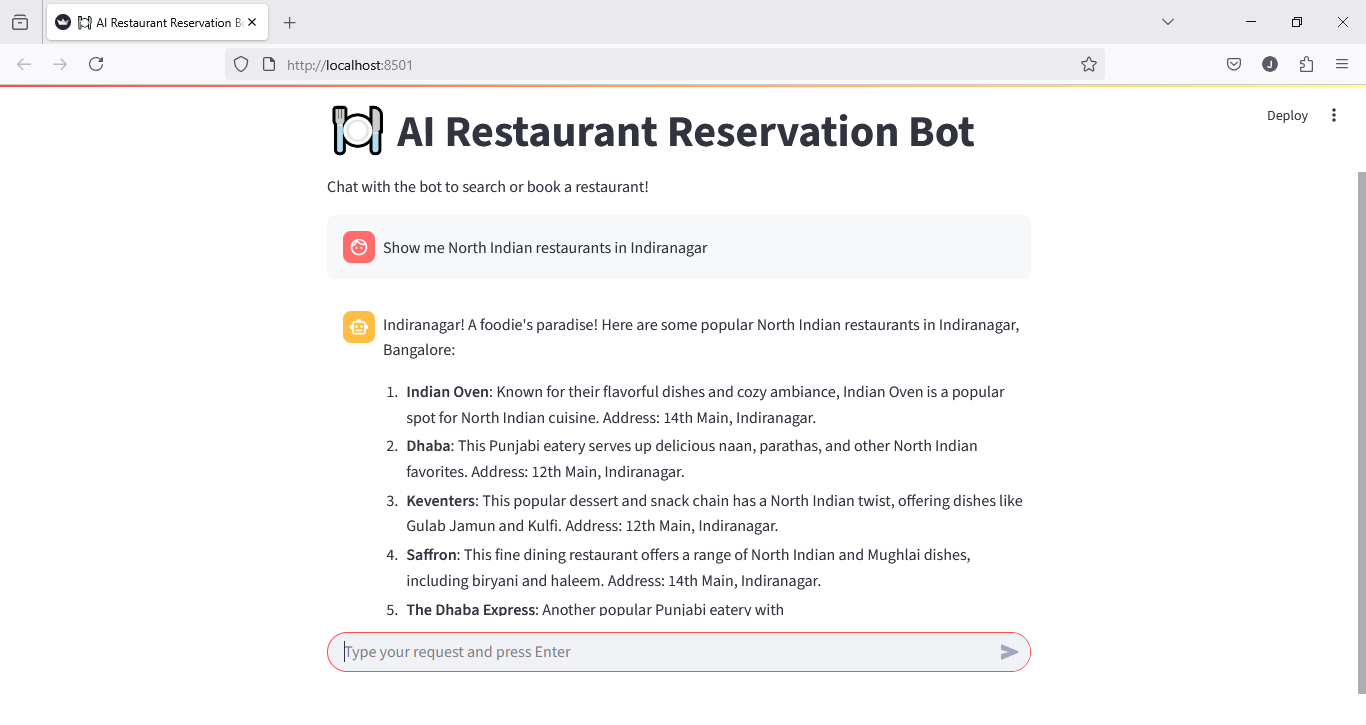 AI Restaurant Reservation B
http://localhost:8501
J
Deploy
AI Restaurant Reservation Bot
Chat with the bot to search or book a restaurant!
Show me North Indian restaurants in Indiranagar
Indiranagar! A foodie's paradise! Here are some popular North Indian restaurants in Indiranagar,
Bangalore:
1. Indian Oven: Known for their flavorful dishes and cozy ambiance, Indian Oven is a popular
spot for North Indian cuisine. Address: 14th Main, Indiranagar.
2. Dhaba: This Punjabi eatery serves up delicious naan, parathas, and other North Indian
favorites. Address: 12th Main, Indiranagar.
3. Keventers: This popular dessert and snack chain has a North Indian twist, offering dishes like
Gulab Jamun and Kulfi. Address: 12th Main, Indiranagar.
4. Saffron: This fine dining restaurant offers a range of North Indian and Mughlai dishes,
including biryani and haleem. Address: 14th Main, Indiranagar.
5. The Dhaba Express: Another popular Punjabi eatery with
Type your request and press Enter